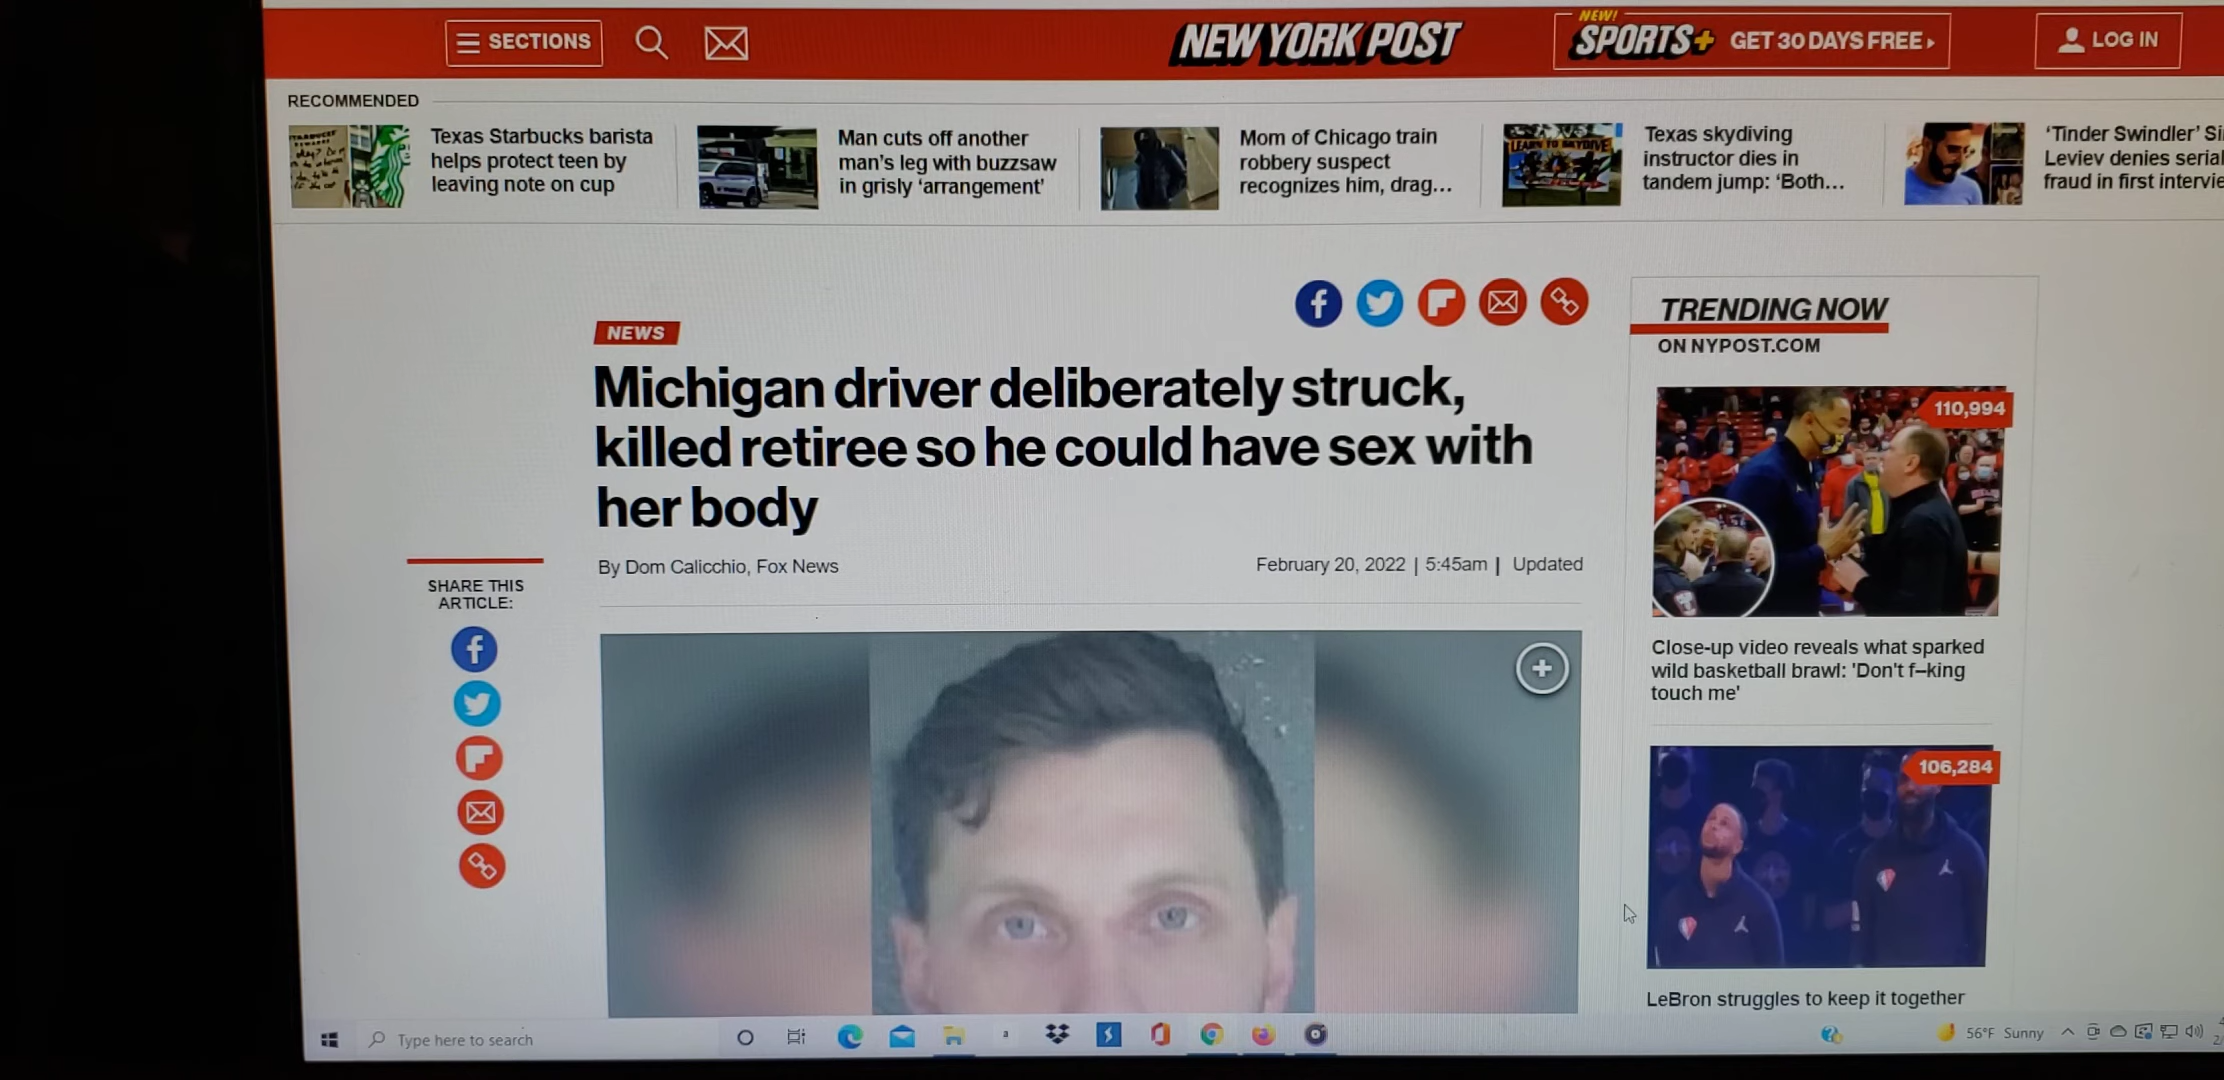 SECTIONS
NEW YORK POST
NEW!
SPORTS+ GET 30 DAYS FREE
LOG IN
RECOMMENDED
Texas Starbucks barista
helps protect teen by
leaving note on cup
Man cuts off another
man's leg with buzzsaw
in grisly 'arrangement'
Mom of Chicago train
robbery suspect
recognizes him, drag...
LEARN TO SKYDIVE
Texas skydiving
instructor dies in
tandem jump: 'Both...
'Tinder Swindler' Si
Leviev denies serial
fraud in first intervie
NEWS
Michigan driver deliberately struck,
killed retiree so he could have sex with
her body
By Dom Calicchio, Fox News
February 20, 2022 | 5:45am | Updated
SHARE THIS
ARTICLE:
TRENDING NOW
ON NYPOST.COM
110,994
Close-up video reveals what sparked
wild basketball brawl: 'Don't f–king
touch me'
106,284
LeBron struggles to keep it together
Type here to search
a
56°F Sunny